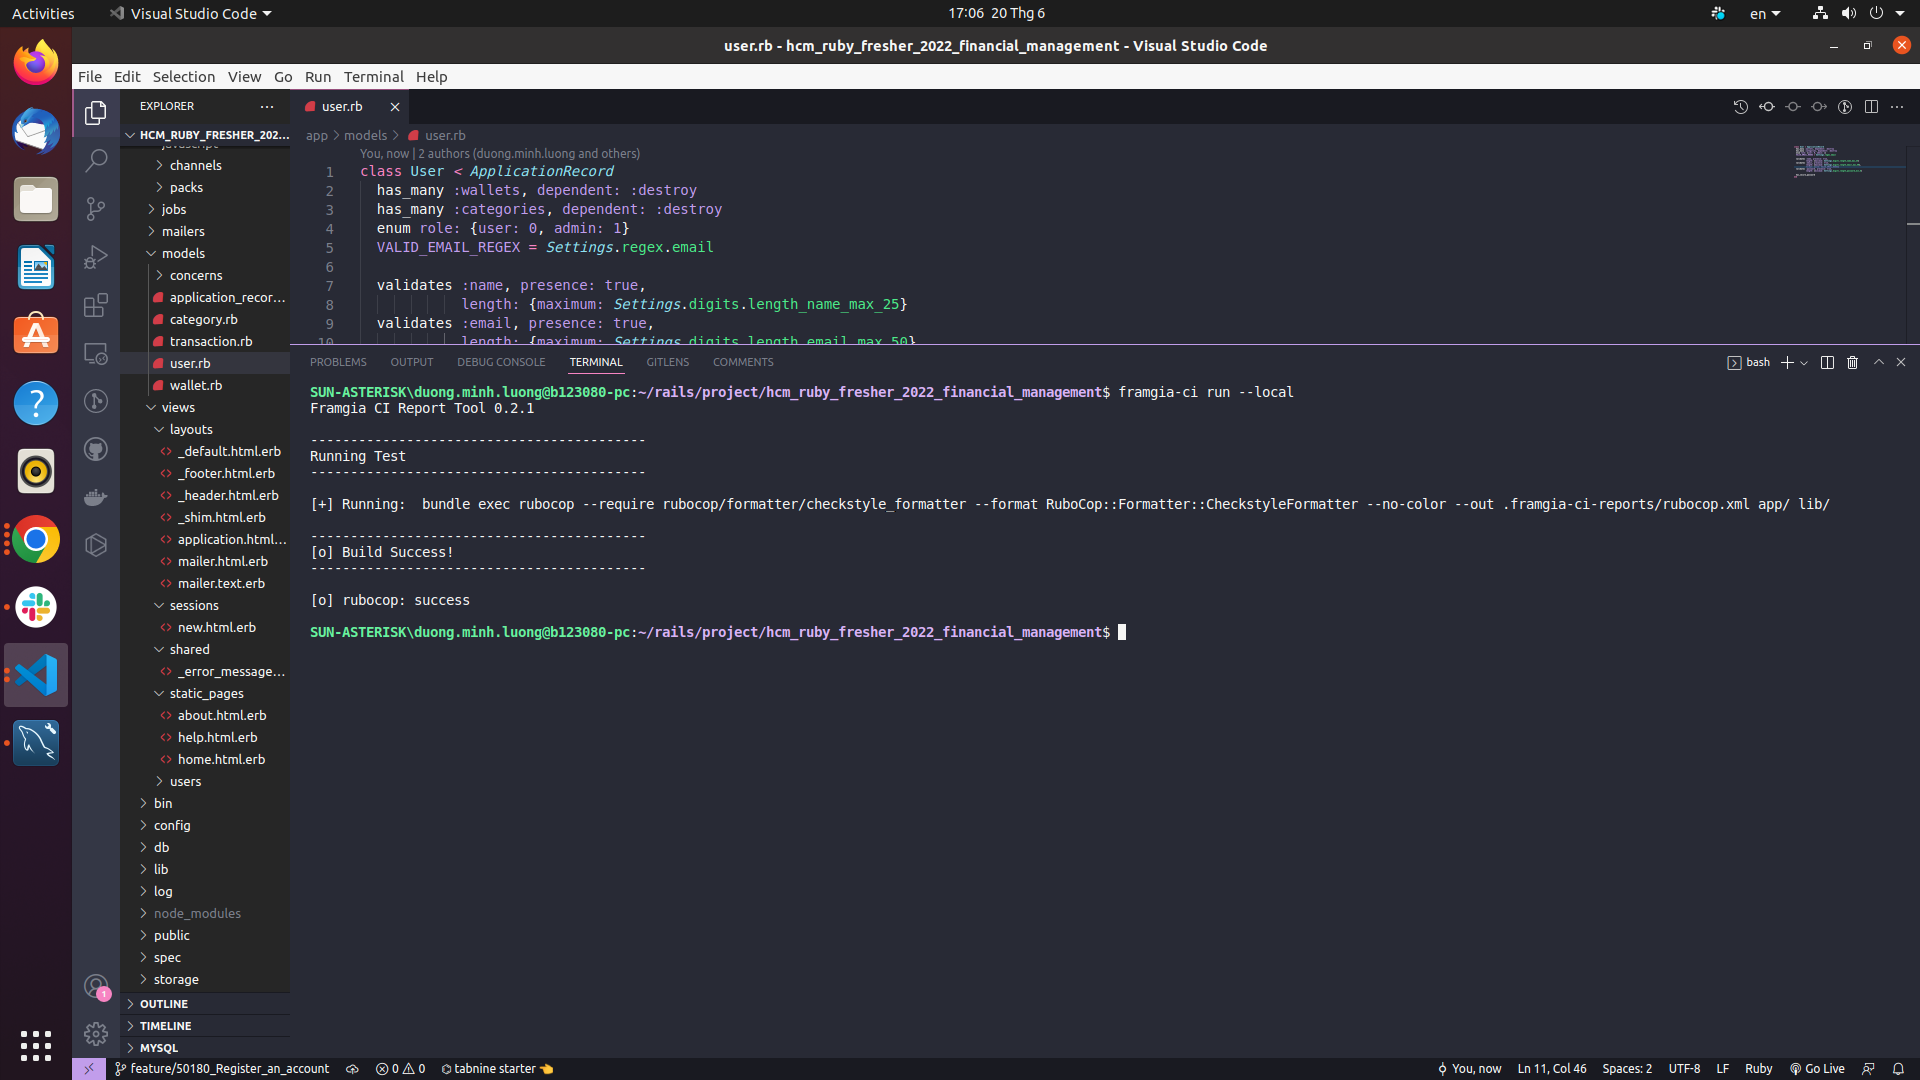 Activities
Visual Studio Code
17:06 20 Thg 6
en
user.rb - hcm_ruby_fresher_2022_financial_management - Visual Studio Code
File Edit Selection View Go Run Terminal Help
EXPLORER
HCM_RUBY_FRESHER_202...
javascript
channels
packs
jobs
mailers
models
concerns
application_recor...
category.rb
transaction.rb
user.rb
wallet.rb
views
layouts
_default.html.erb
_footer.html.erb
_header.html.erb
_shim.html.erb
application.html...
mailer.html.erb
mailer.text.erb
sessions
new.html.erb
shared
_error_message...
static_pages
about.html.erb
help.html.erb
home.html.erb
users
bin
config
db
lib
log
node_modules
public
spec
storage
OUTLINE
TIMELINE
MYSQL
user.rb
app > models > user.rb
You, now | 2 authors (duong.minh.luong and others)
1 class User < ApplicationRecord
2 has_many :wallets, dependent: :destroy
3 has_many :categories, dependent: :destroy
4 enum role: {user: 0, admin: 1}
5 VALID_EMAIL_REGEX = Settings.regex.email
6
7 validates :name, presence: true,
8 length: {maximum: Settings.digits.length_name_max_25}
9 validates :email, presence: true,
10 length: {maximum: Settings.digits.length_email_max_50}
PROBLEMS OUTPUT DEBUG CONSOLE TERMINAL GITLENS COMMENTS
bash
SUN-ASTERISK\duong.minh.luong@b123080-pc:~/rails/project/hcm_ruby_fresher_2022_financial_management$ framgia-ci run --local
Framgia CI Report Tool 0.2.1
------------------------------------------
Running Test
------------------------------------------
[+] Running:  bundle exec rubocop --require rubocop/formatter/checkstyle_formatter --format RuboCop::Formatter::CheckstyleFormatter --no-color --out .framgia-ci-reports/rubocop.xml app/ lib/
------------------------------------------
[o] Build Success!
------------------------------------------
[o] rubocop: success
SUN-ASTERISK\duong.minh.luong@b123080-pc:~/rails/project/hcm_ruby_fresher_2022_financial_management$
1
feature/50180_Register_an_account
0 0
tabnine starter
You, now
Ln 11, Col 46
Spaces: 2
UTF-8
LF
Ruby
Go Live